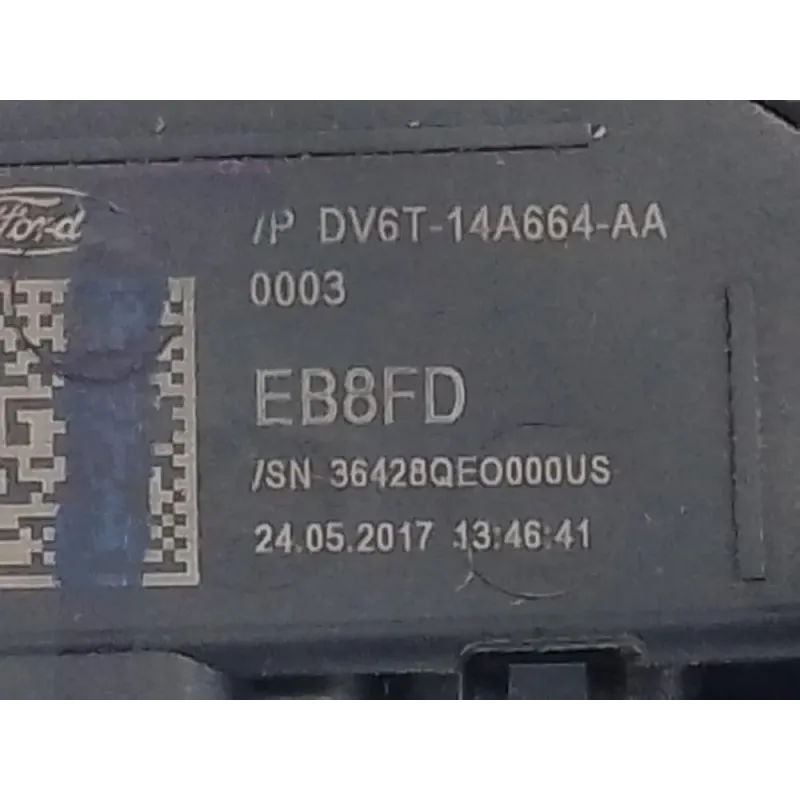 Ford
/P DV6T-14A664-AA
0003
EB8FD
/SN 36428QEO000US
24.05.2017 13:46:41